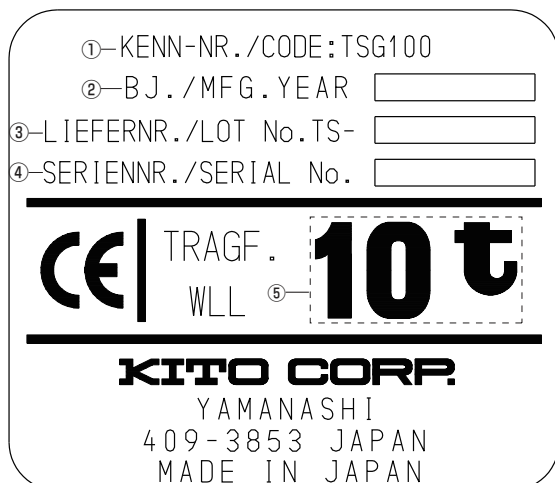 ①-KENN-NR./CODE:TSG100
②-BJ./MFG.YEAR
③-LIEFERNR./LOT No.TS-
④-SERIENNR./SERIAL No.
CE TRAGF.
WLL ⑤ 10t
KITO CORP.
YAMANASHI
409-3853 JAPAN
MADE IN JAPAN